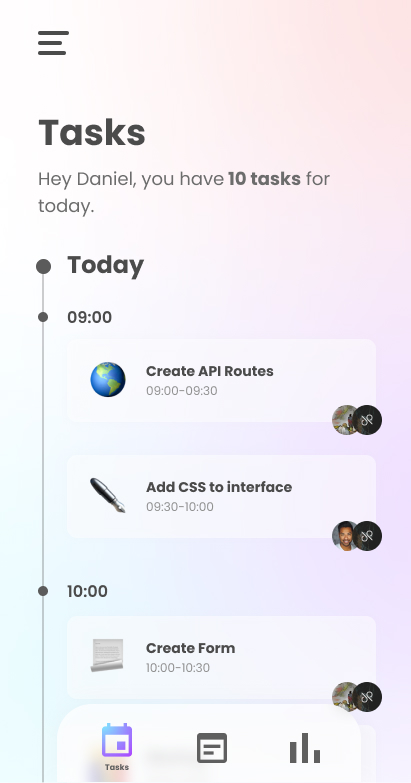 Tasks
Hey Daniel, you have 10 tasks for
today.
Today
09:00
Create API Routes
09:00-09:30
Add CSS to interface
09:30-10:00
10:00
Create Form
10:00-10:30
Tasks